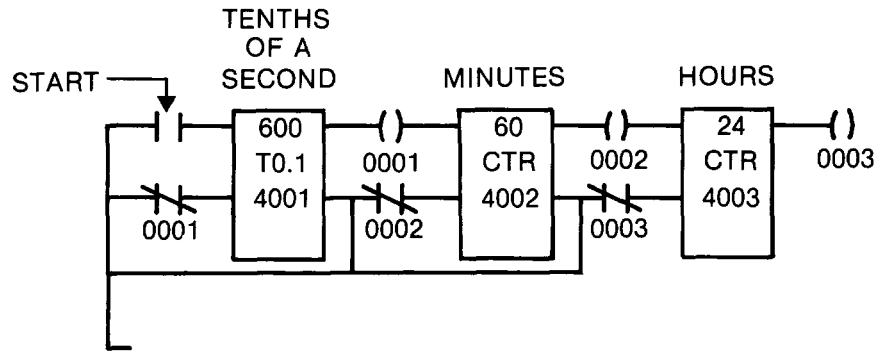 TENTHS
OF A
SECOND
START
MINUTES
HOURS
600
T0.1
4001
0001
60
CTR
4002
0002
24
CTR
4003
0003
0001
0002
0003